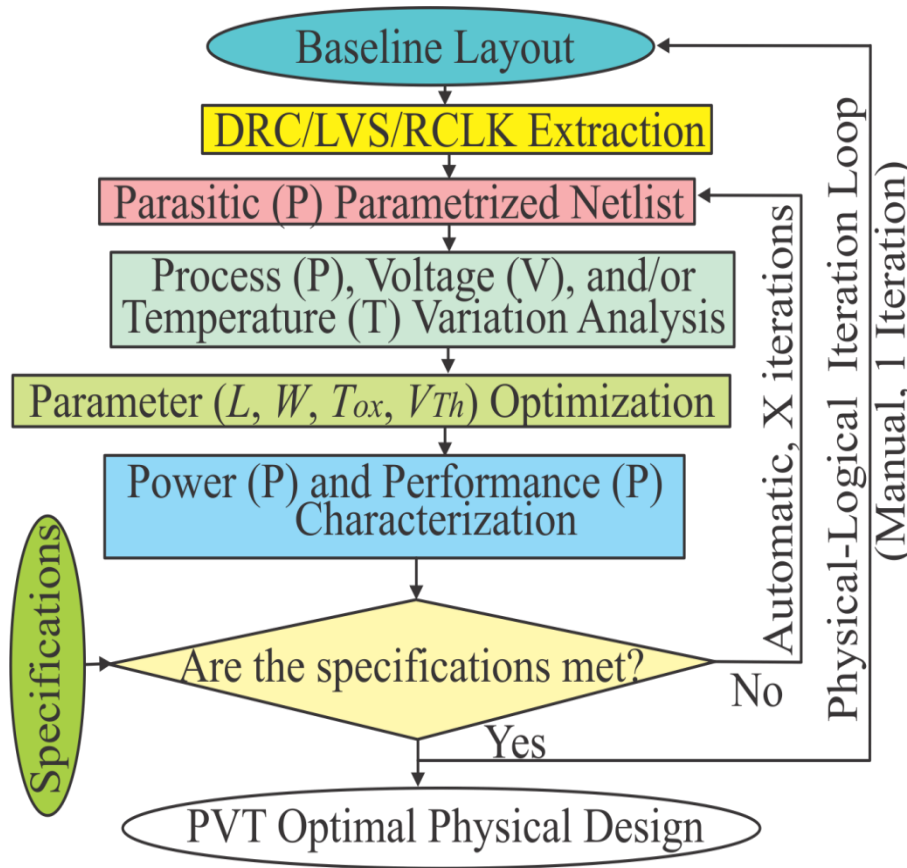 Baseline Layout
DRC/LVS/RCLK Extraction
Parasitic (P) Parametrized Netlist
Process (P), Voltage (V), and/or
Temperature (T) Variation Analysis
Parameter (L, W, Tox, VTh) Optimization
Power (P) and Performance (P)
Characterization
Specifications
Are the specifications met?
No
Yes
PVT Optimal Physical Design
Automatic, X iterations
Physical-Logical Iteration Loop
(Manual, 1 Iteration)